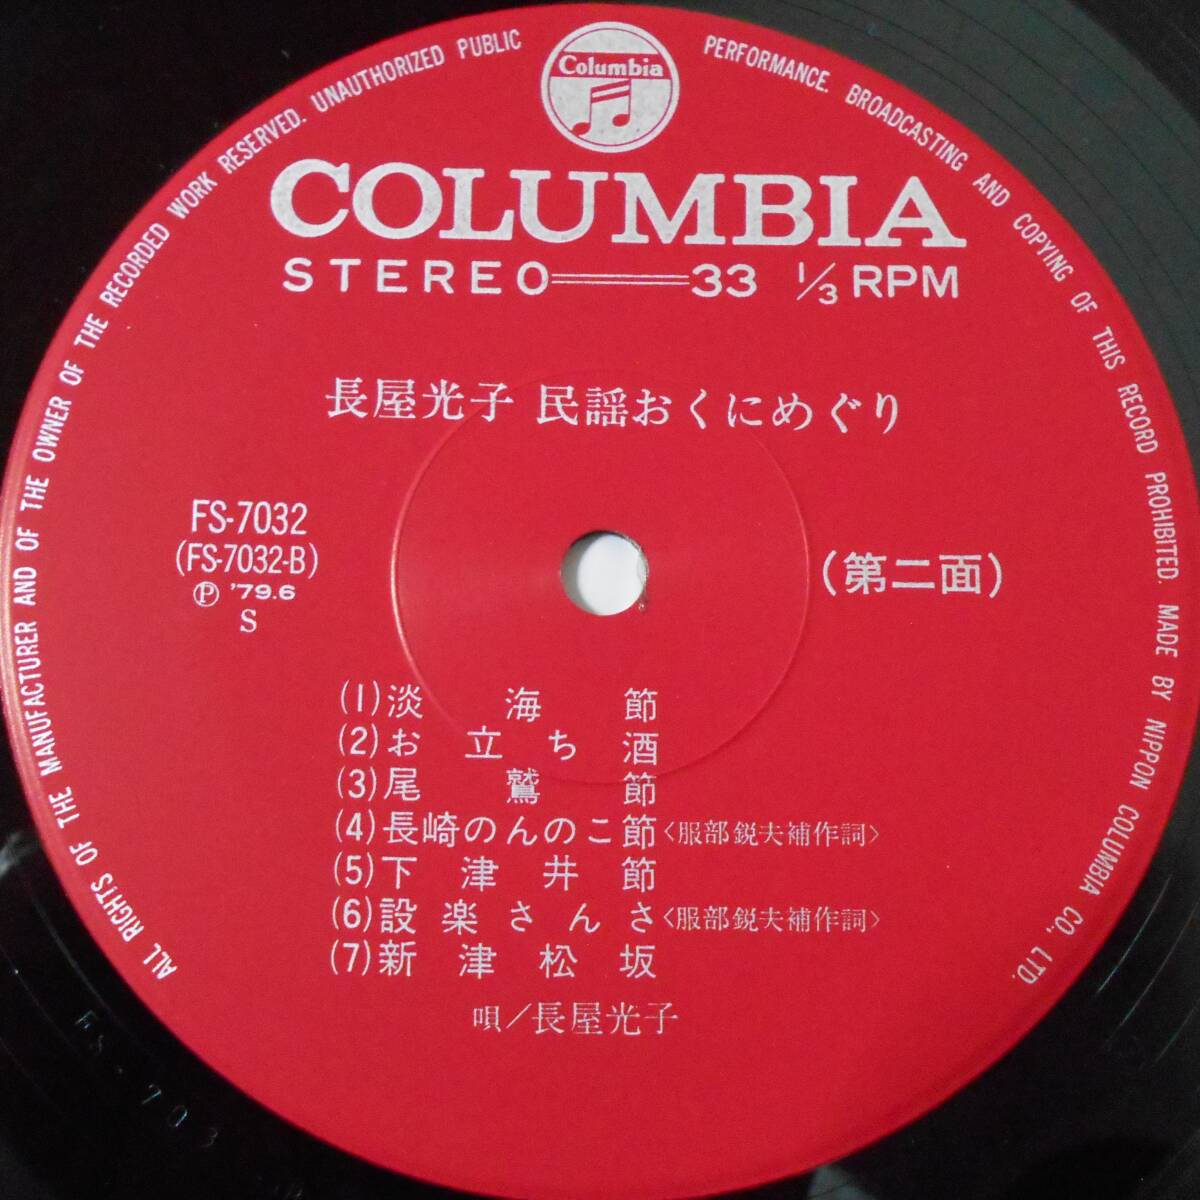 ALL RIGHTS OF THE MANUFACTURER AND OF THE OWNER OF THE RECORDED WORK RESERVED. UNAUTHORIZED PUBLIC PERFORMANCE. BROADCASTING AND COPYING OF THIS RECORD PROHIBITED. MADE BY NIPPON COLUMBIA CO., LTD.
Columbia
COLUMBIA
STEREO 33 1/3 RPM
長屋光子 民謡おくにめぐり
FS-7032
(FS-7032-B)
Ⓟ '79.6
S
(第二面)
(1)淡海節
(2)お立ち酒
(3)尾鷲節
(4)長崎のんのこ節<服部鋭夫補作詞>
(5)下津井節
(6)設楽さんさ<服部鋭夫補作詞>
(7)新津松坂
唄/長屋光子